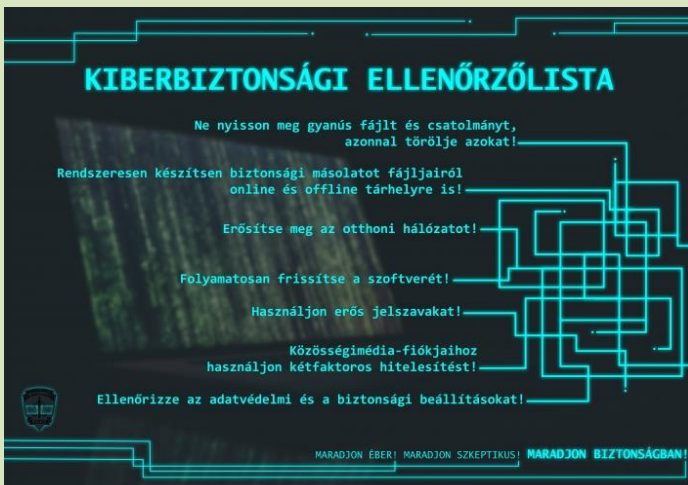 KIBERBIZTONSÁGI ELLENŐRZŐLISTA
Ne nyisson meg gyanús fájlt és csatolmányt,
azonnal törölje azokat!
Rendszeresen készítsen biztonsági másolatot fájljairól
online és offline tárhelyre is!
Erősítse meg az otthoni hálózatot!
Folyamatosan frissítse a szoftverét!
Használjon erős jelszavakat!
Közösségimédia-fiókjaihoz
használjon kétfaktoros hitelesítést!
Ellenőrizze az adatvédelmi és a biztonsági beállításokat!
MARADJON ÉBER! MARADJON SZKEPTIKUS! MARADJON BIZTONSÁGBAN!